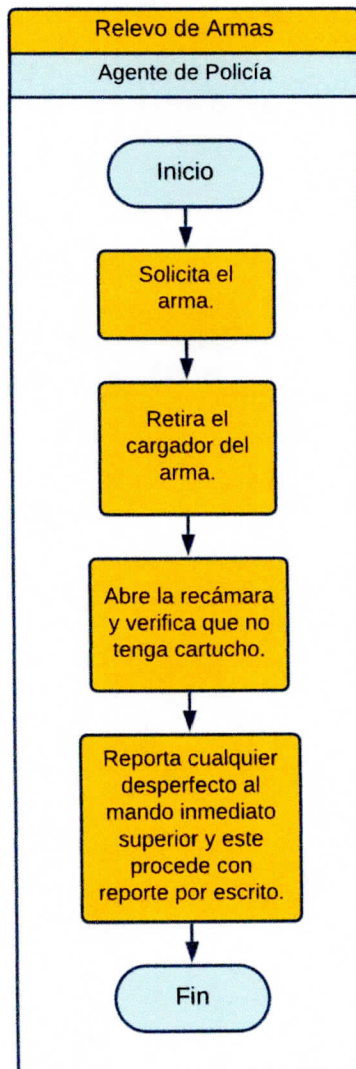 Relevo de Armas
Agente de Policía
Inicio
Solicita el
arma.
Retira el
cargador del
arma.
Abre la recámara
y verifica que no
tenga cartucho.
Reporta cualquier
desperfecto al
mando inmediato
superior y este
procede con
reporte por escrito.
Fin